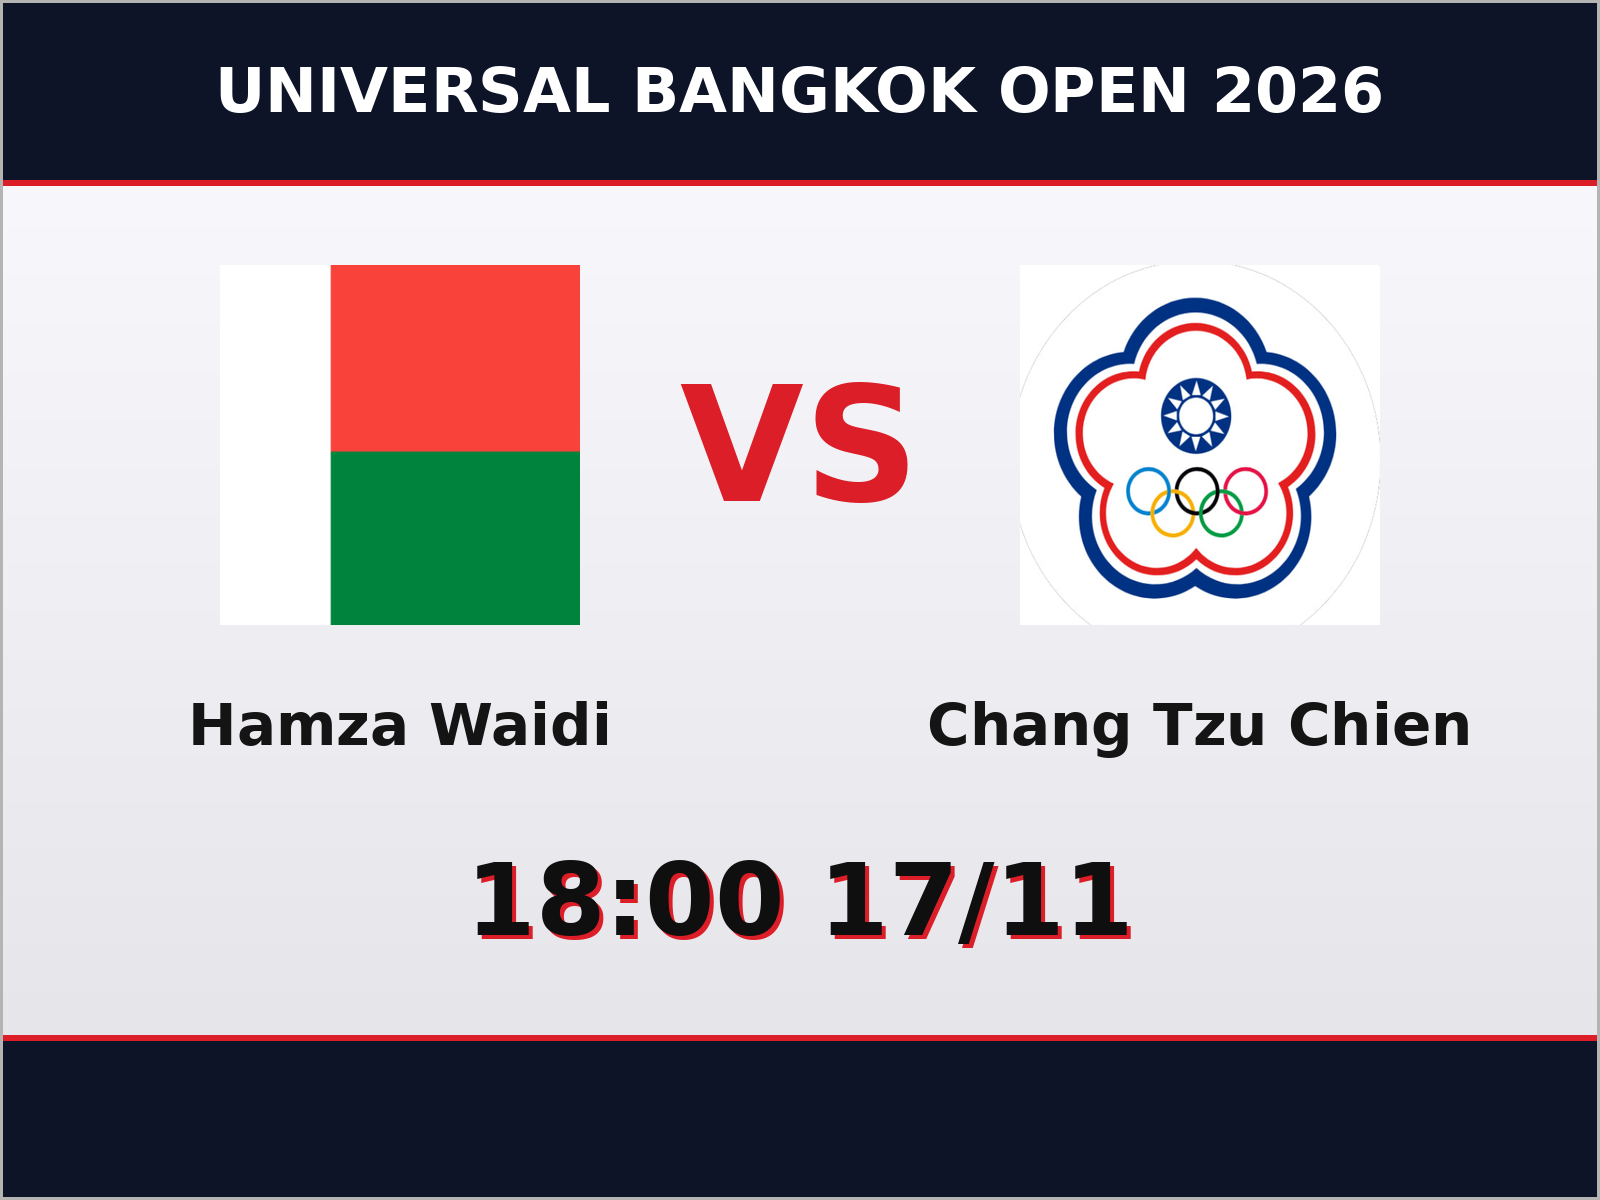 UNIVERSAL BANGKOK OPEN 2026
VS
Hamza Waidi
Chang Tzu Chien
18:00 17/11